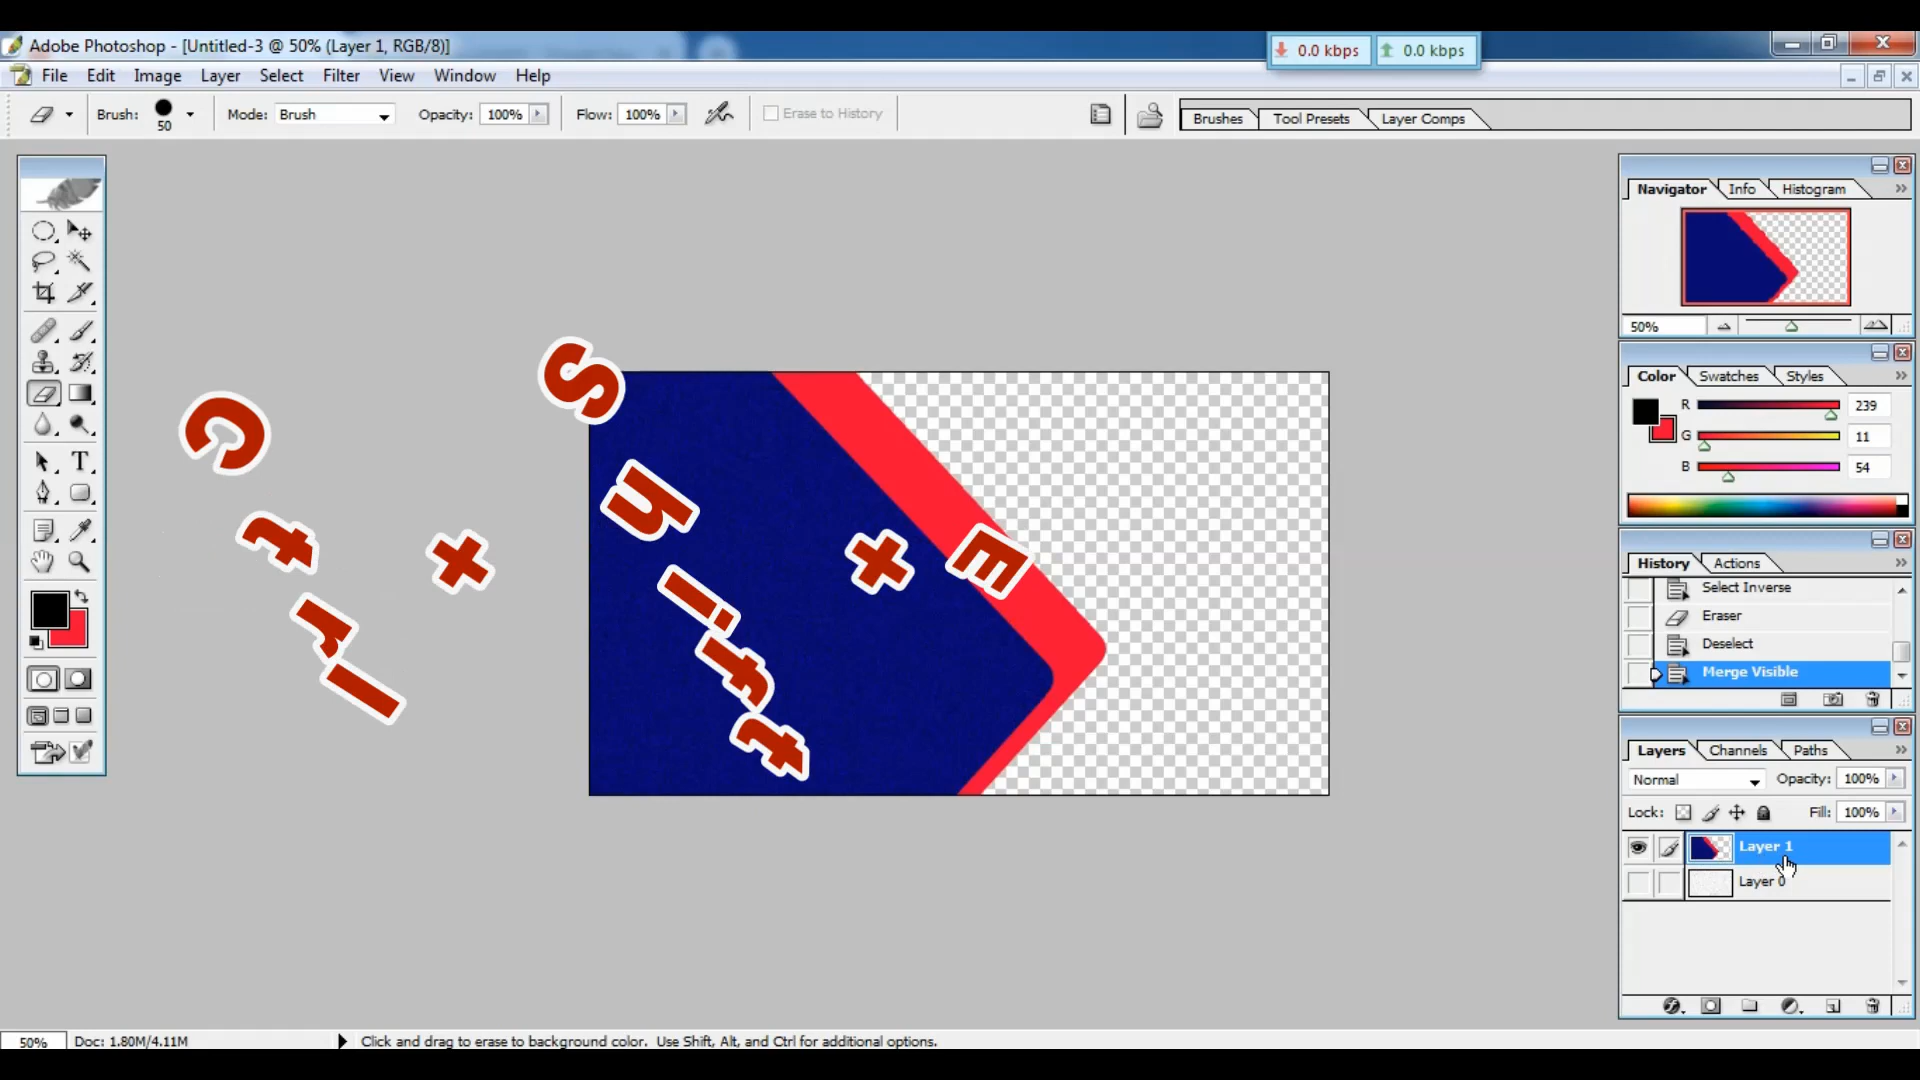 Adobe Photoshop - [Untitled-3 @ 50% (Layer 1, RGB/8)]
0.0 kbps
0.0 kbps
File Edit Image Layer Select Filter View Window Help
Brush: 50
Mode: Brush
Opacity: 100%
Flow: 100%
Erase to History
Brushes
Tool Presets
Layer Comps
Navigator
Info
Histogram
50%
Color
Swatches
Styles
R 239
G 11
B 54
History
Actions
Select Inverse
Eraser
Deselect
Merge Visible
Layers
Channels
Paths
Normal
Opacity: 100%
Lock:
Fill: 100%
Layer 1
Layer 0
Ctrl + Shift + E
50%
Doc: 1.80M/4.11M
Click and drag to erase to background color. Use Shift, Alt, and Ctrl for additional options.